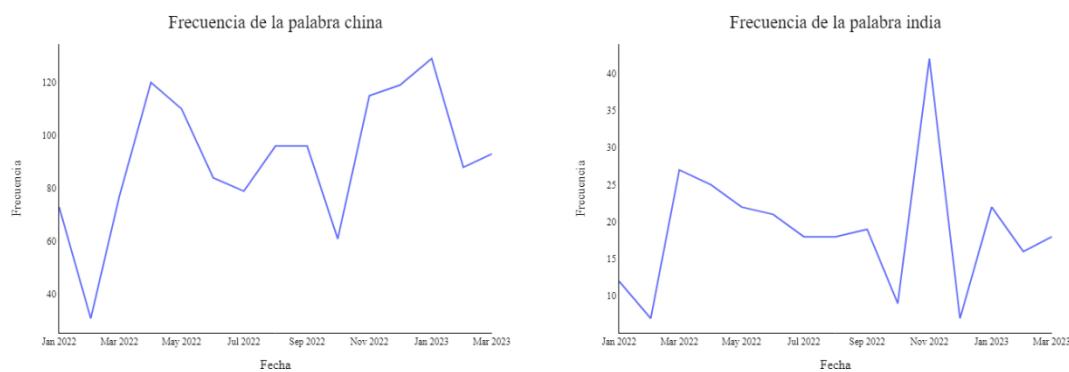 Frecuencia de la palabra china
120
100
80
60
40
Frecuencia
Jan 2022 Mar 2022 May 2022 Jul 2022 Sep 2022 Nov 2022 Jan 2023 Mar 2023
Fecha
Frecuencia de la palabra india
40
35
30
25
20
15
10
Frecuencia
Jan 2022 Mar 2022 May 2022 Jul 2022 Sep 2022 Nov 2022 Jan 2023 Mar 2023
Fecha